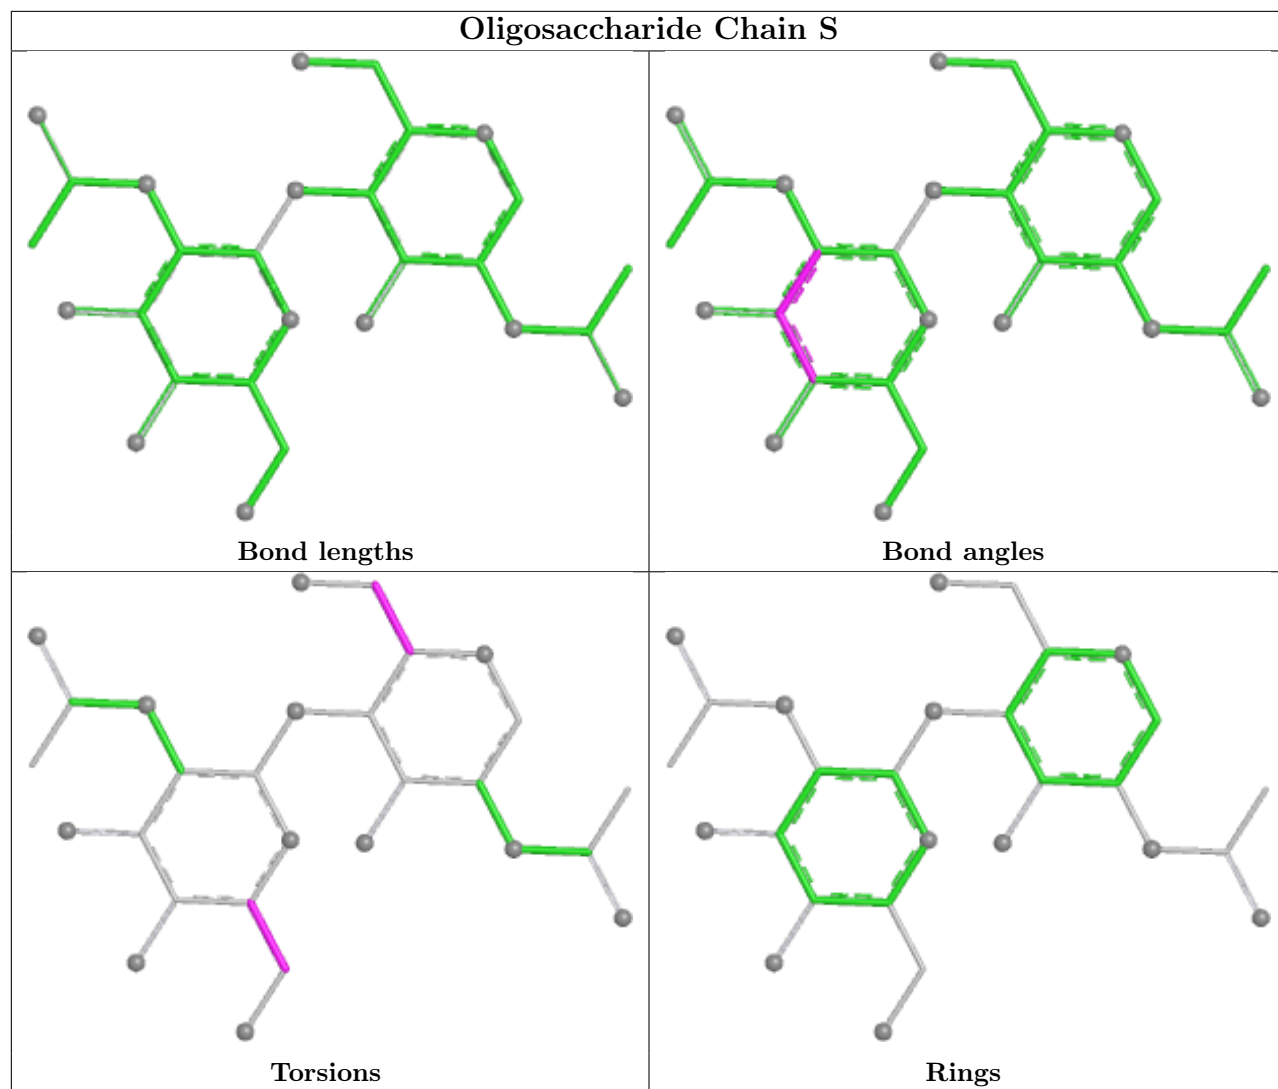 Oligosaccharide Chain S
Bond lengths
Bond angles
Torsions
Rings